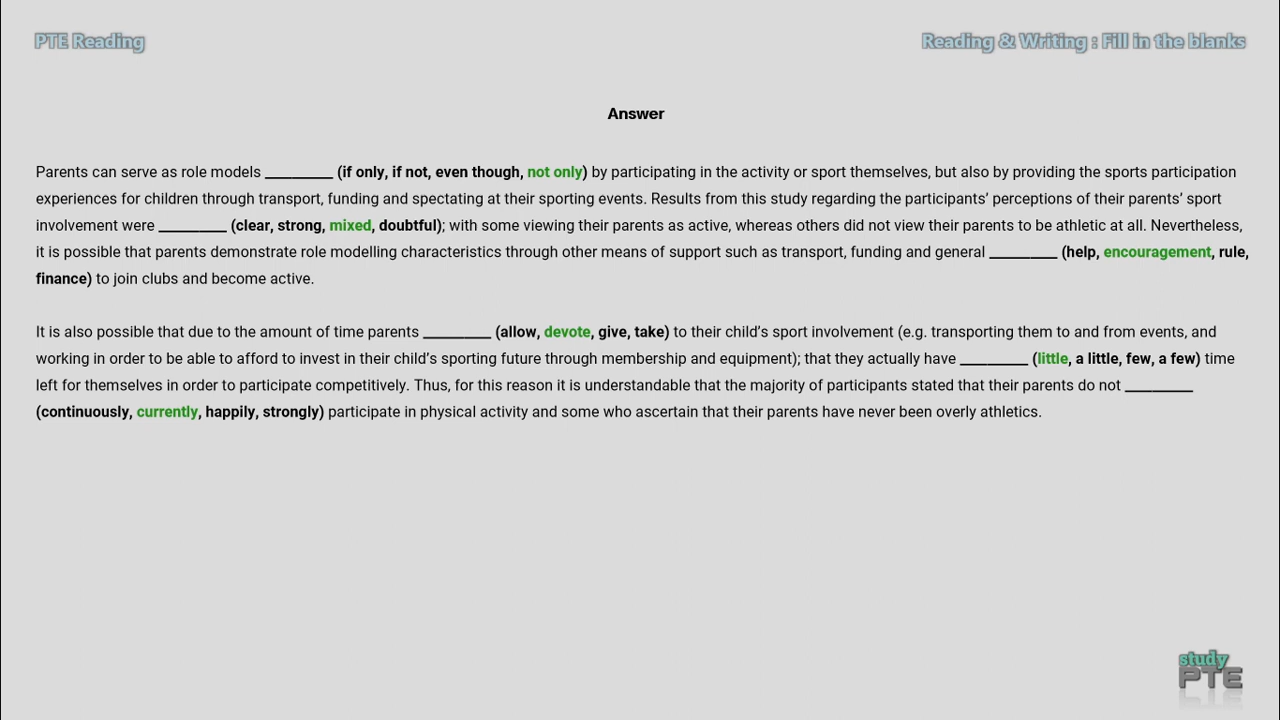 PTE Reading
Reading & Writing : Fill in the blanks
Answer
Parents can serve as role models ________ (if only, if not, even though, not only) by participating in the activity or sport themselves, but also by providing the sports participation
experiences for children through transport, funding and spectating at their sporting events. Results from this study regarding the participants’ perceptions of their parents’ sport
involvement were ________ (clear, strong, mixed, doubtful); with some viewing their parents as active, whereas others did not view their parents to be athletic at all. Nevertheless,
it is possible that parents demonstrate role modelling characteristics through other means of support such as transport, funding and general ________ (help, encouragement, rule,
finance) to join clubs and become active.
It is also possible that due to the amount of time parents ________ (allow, devote, give, take) to their child’s sport involvement (e.g. transporting them to and from events, and
working in order to be able to afford to invest in their child’s sporting future through membership and equipment); that they actually have ________ (little, a little, few, a few) time
left for themselves in order to participate competitively. Thus, for this reason it is understandable that the majority of participants stated that their parents do not ________
(continuously, currently, happily, strongly) participate in physical activity and some who ascertain that their parents have never been overly athletics.
study
PTE